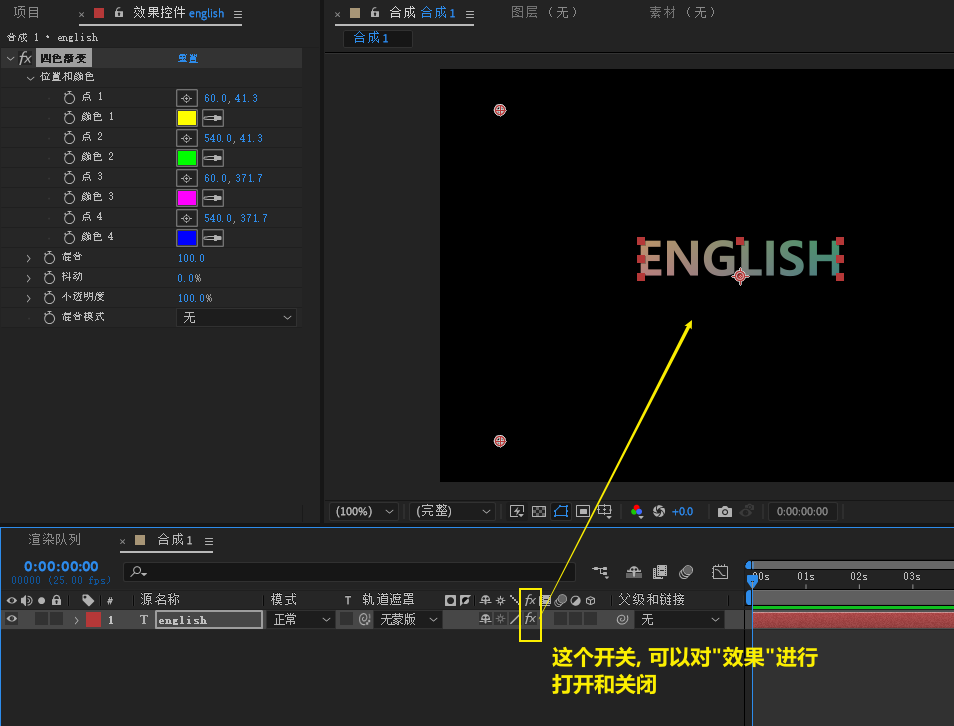 项目
× 效果控件 english ≡
合成 1 • english
fx 四色渐变 重置
位置和颜色
点 1 60.0, 41.3
颜色 1
点 2 540.0, 41.3
颜色 2
点 3 60.0, 371.7
颜色 3
点 4 540.0, 371.7
颜色 4
混合 100.0
抖动 0.0%
不透明度 100.0%
混合模式 无
× 合成 合成 1 ≡
图层 （无）
素材 （无）
合成 1
ENGLISH
(100%) (完整) +0.0 0:00:00:00
渲染队列 × 合成 1 ≡
0:00:00:00
00000 (25.00 fps)
:00s 01s 02s 03s
# 源名称 模式 T 轨道遮罩 fx 父级和链接
1 T english 正常 无蒙版 fx 无
这个开关, 可以对"效果"进行
打开和关闭